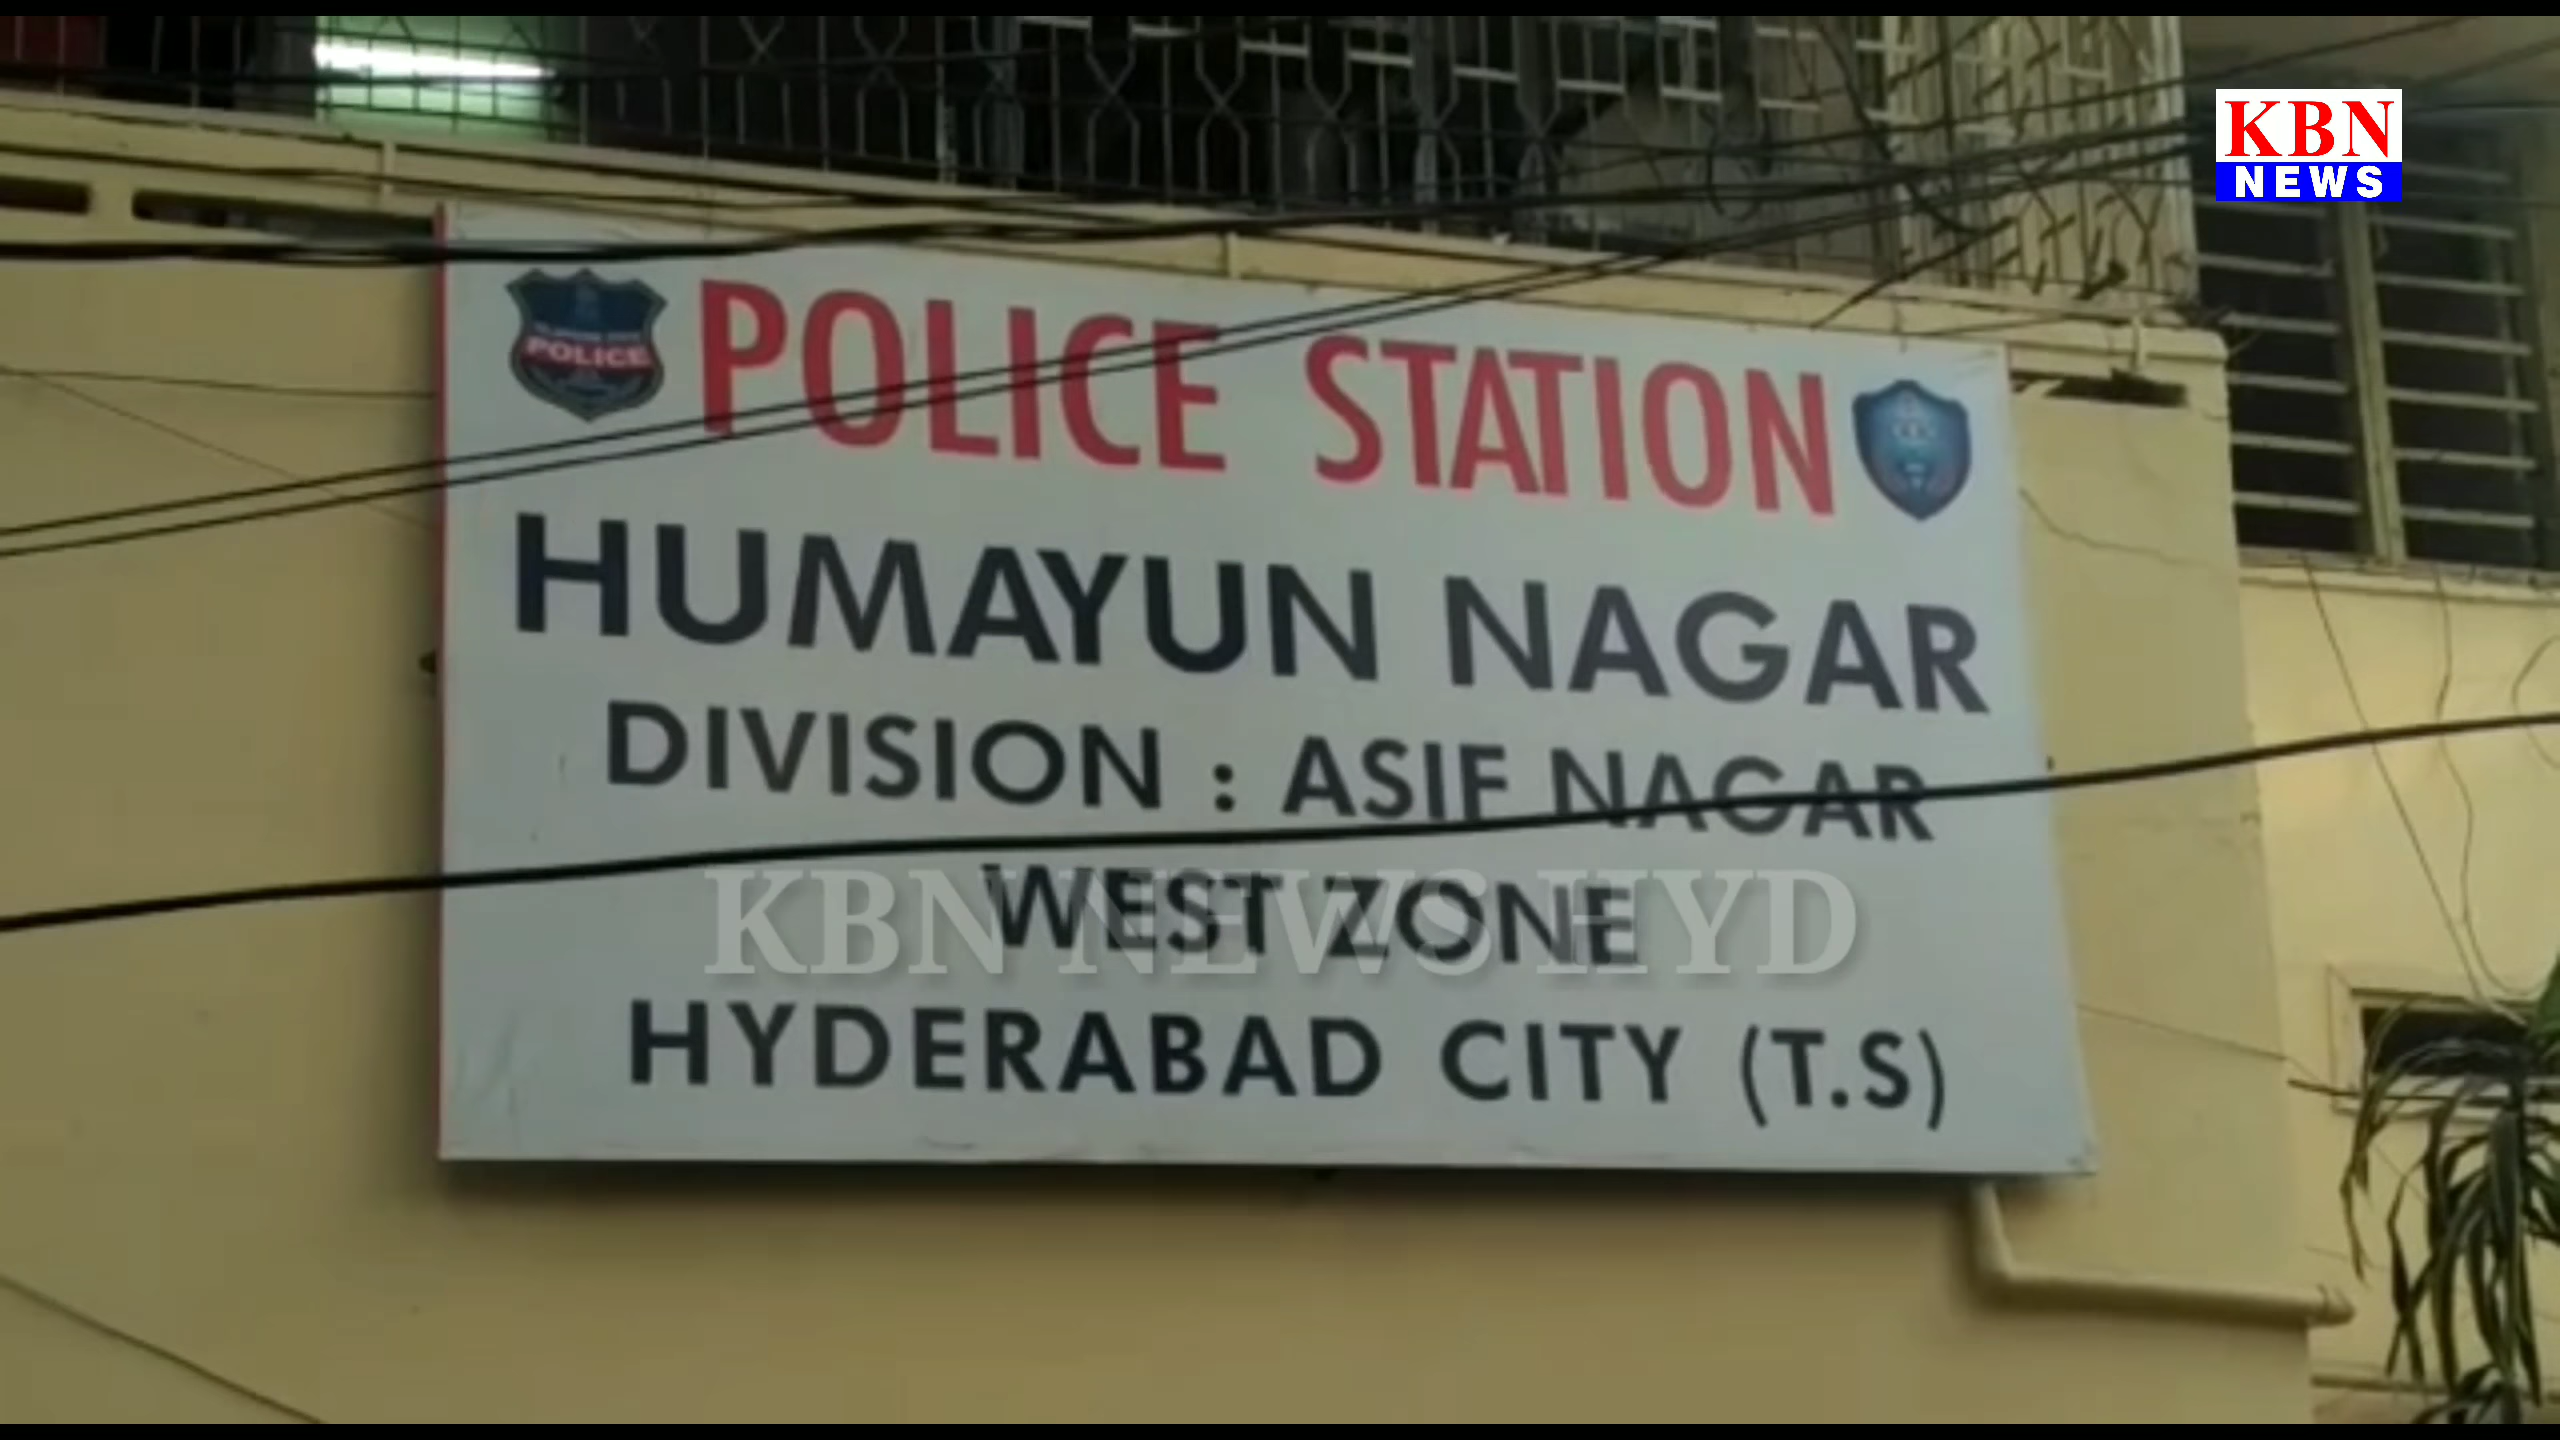 KBN
NEWS
POLICE
POLICE STATION
HUMAYUN NAGAR
DIVISION : ASIF NAGAR
WEST ZONE
KBN NEWS HYD
HYDERABAD CITY (T.S)